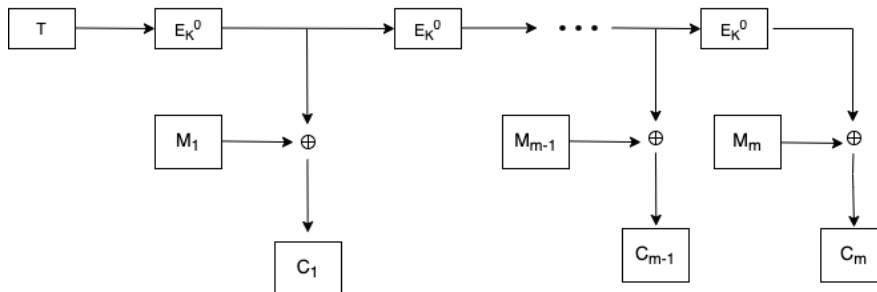 T E_K^0 E_K^0 • • • E_K^0
M_1 ⊕ M_{m-1} ⊕ M_m ⊕
C_1 C_{m-1} C_m